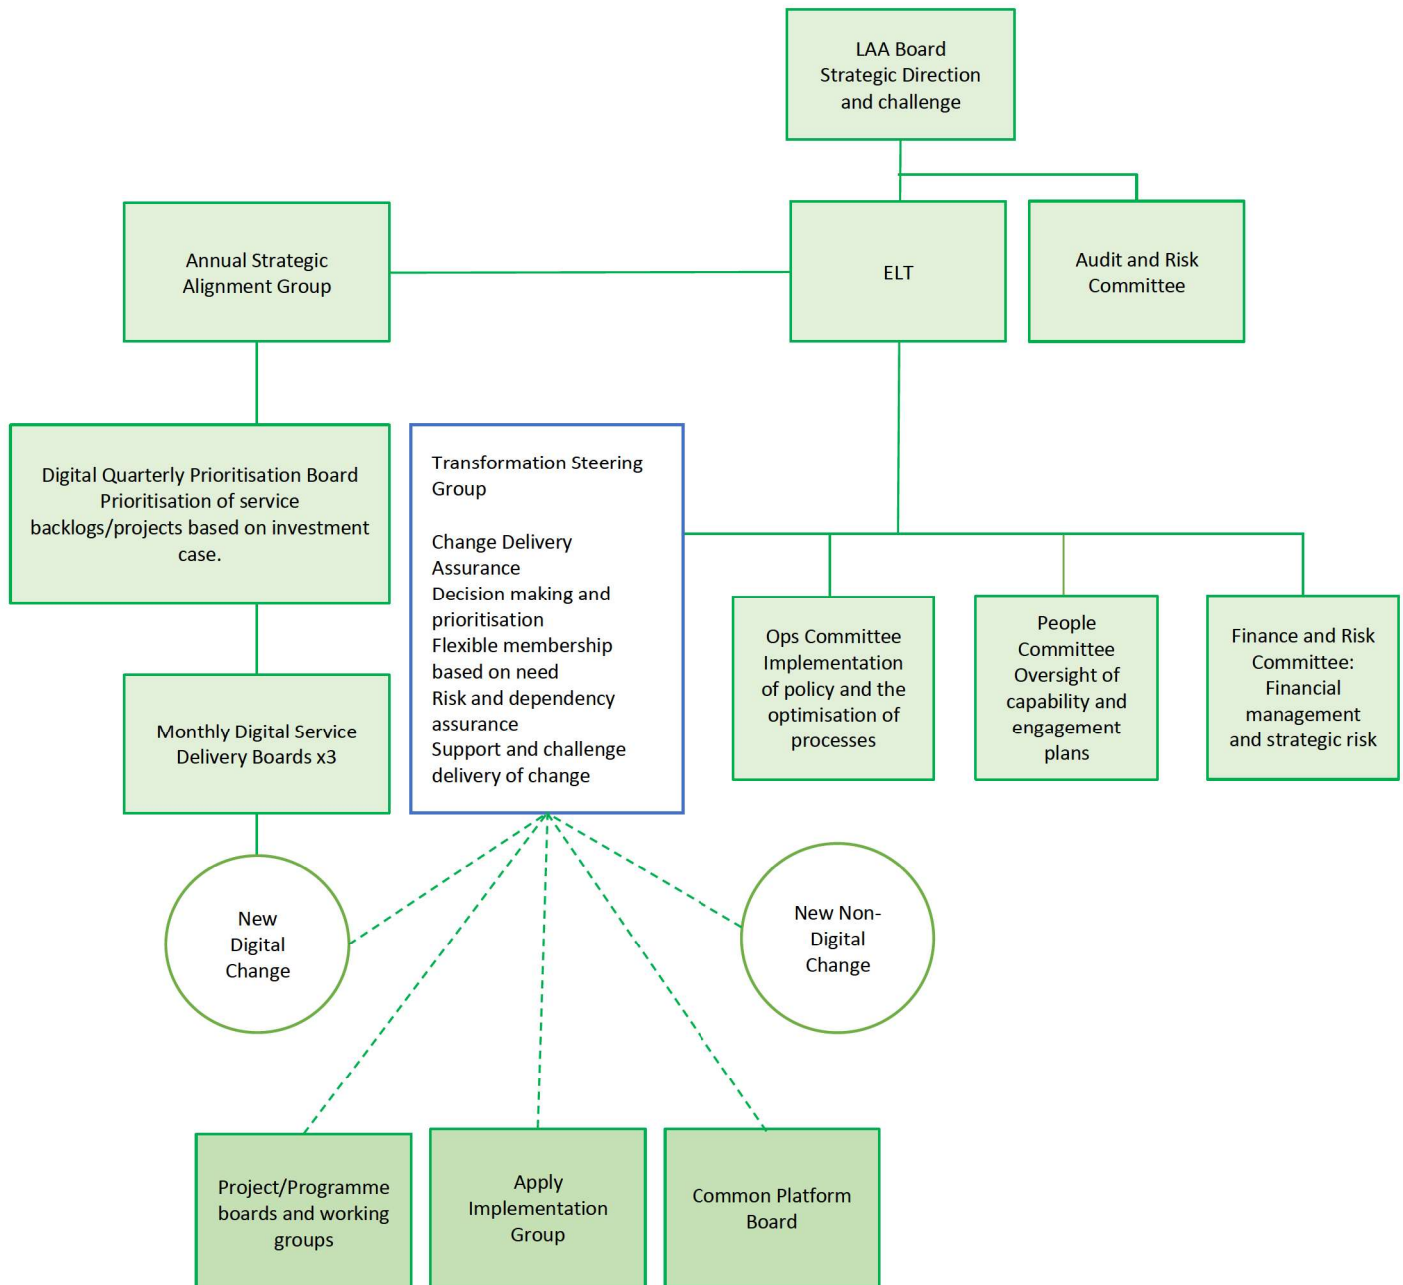 LAA Board
Strategic Direction
and challenge
Annual Strategic
Alignment Group
ELT
Audit and Risk
Committee
Digital Quarterly Prioritisation Board
Prioritisation of service
backlogs/projects based on investment
case.
Transformation Steering
Group
Change Delivery
Assurance
Decision making and
prioritisation
Flexible membership
based on need
Risk and dependency
assurance
Support and challenge
delivery of change
Ops Committee
Implementation
of policy and the
optimisation of
processes
People
Committee
Oversight of
capability and
engagement
plans
Finance and Risk
Committee:
Financial
management
and strategic risk
Monthly Digital Service
Delivery Boards x3
New
Digital
Change
New Non-
Digital
Change
Project/Programme
boards and working
groups
Apply
Implementation
Group
Common Platform
Board